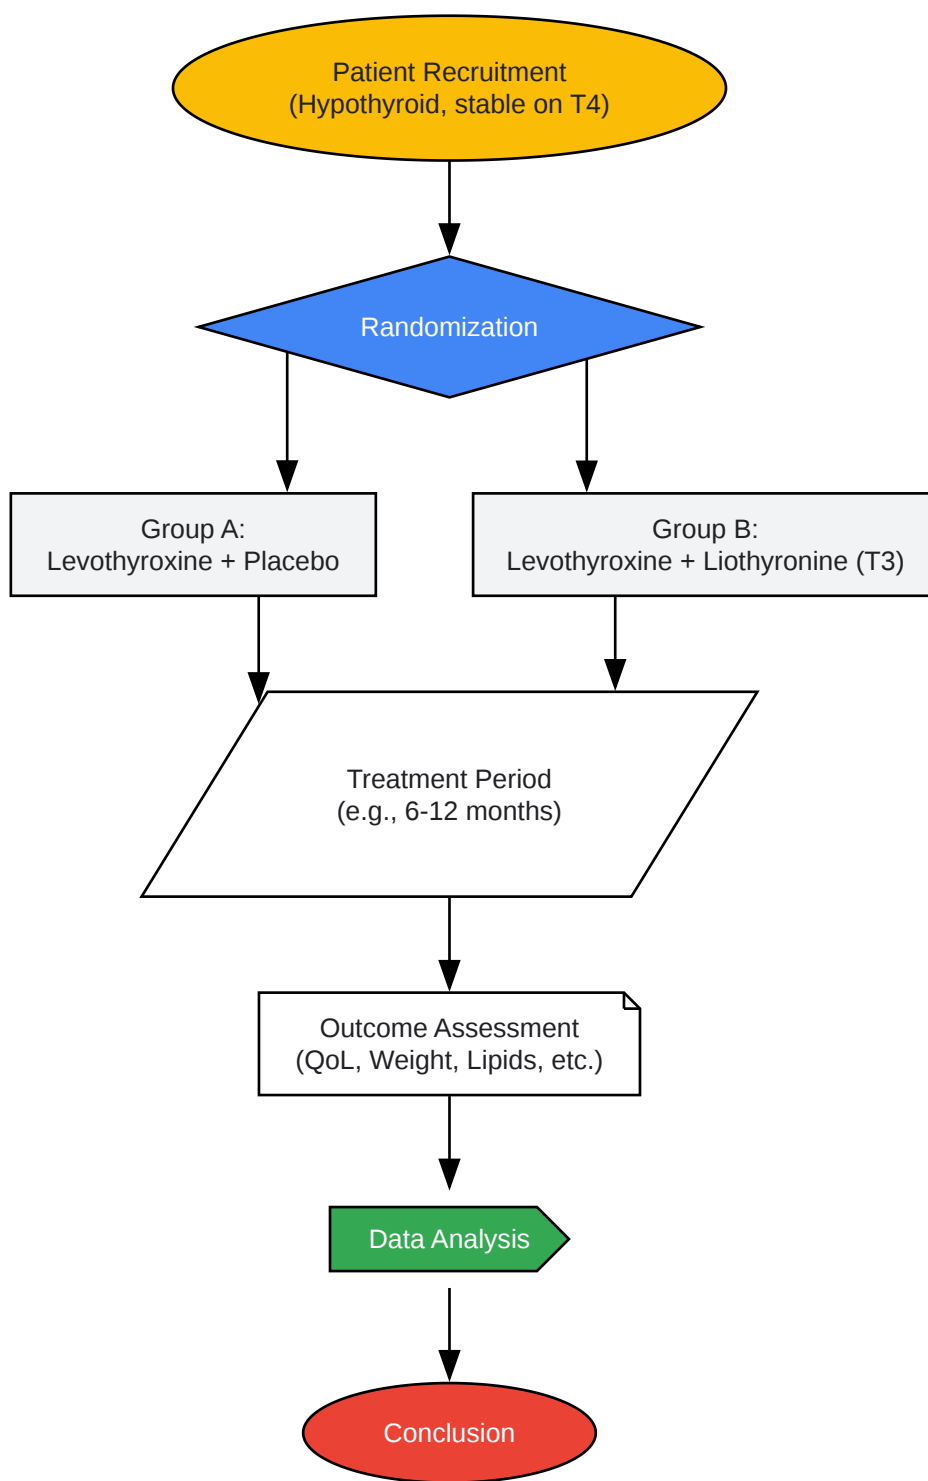 Patient Recruitment
(Hypothyroid, stable on T4)
Randomization
Group A:
Levothyroxine + Placebo
Group B:
Levothyroxine + Liothyronine (T3)
Treatment Period
(e.g., 6-12 months)
Outcome Assessment
(QoL, Weight, Lipids, etc.)
Data Analysis
Conclusion